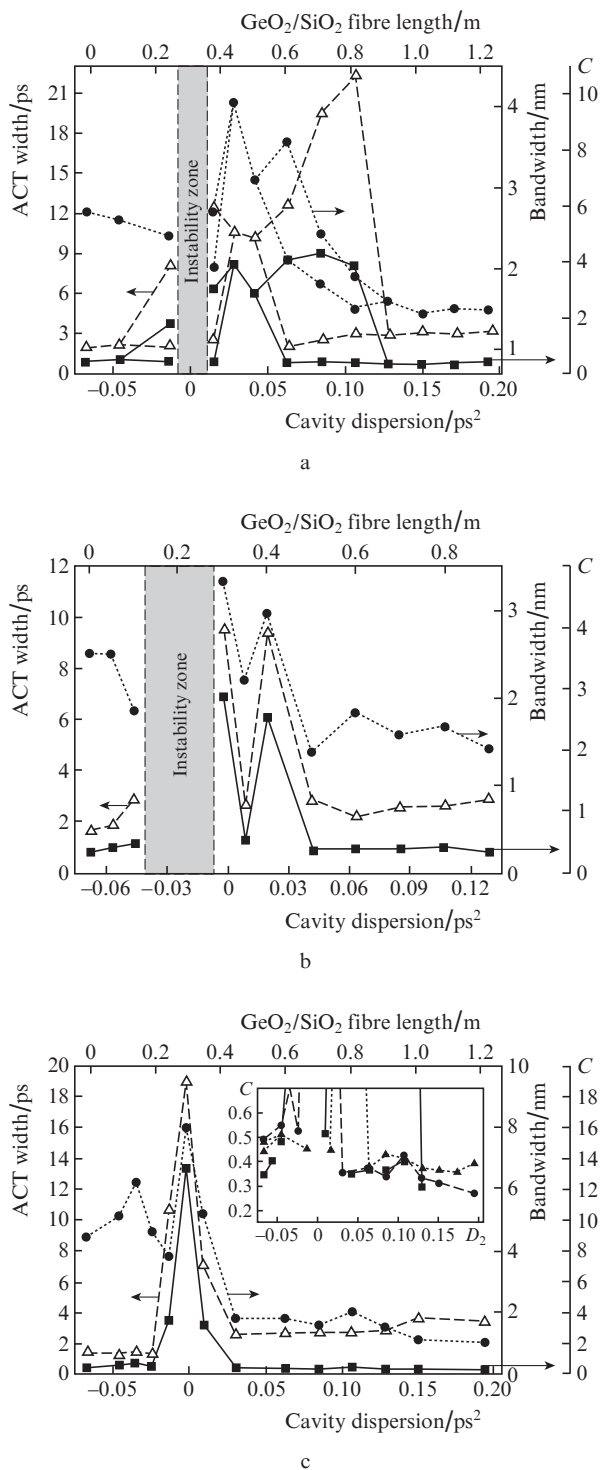 GeO2/SiO2 fibre length/m
0 0.2 0.4 0.6 0.8 1.0 1.2
C
ACT width/ps
21
18
15
12
9
6
3
0
Instability zone
4
3
2
1
Bandwidth/nm
10
8
6
4
2
0
−0.05 0 0.05 0.10 0.15 0.20
Cavity dispersion/ps2
a
GeO2/SiO2 fibre length/m
0 0.2 0.4 0.6 0.8
C
ACT width/ps
12
10
8
6
4
2
0
Instability zone
3
2
1
0
Bandwidth/nm
4
3
2
1
0
−0.06 −0.03 0 0.03 0.06 0.09 0.12
Cavity dispersion/ps2
b
GeO2/SiO2 fibre length/m
0 0.2 0.4 0.6 0.8 1.0 1.2
C
ACT width/ps
20
18
16
14
12
10
8
6
4
2
0
C
0.6
0.5
0.4
0.3
0.2
−0.05 0 0.05 0.10 0.15 D2
10
8
6
4
2
0
Bandwidth/nm
18
16
14
12
10
8
6
4
2
0
−0.05 0 0.05 0.10 0.15 0.20
Cavity dispersion/ps2
c